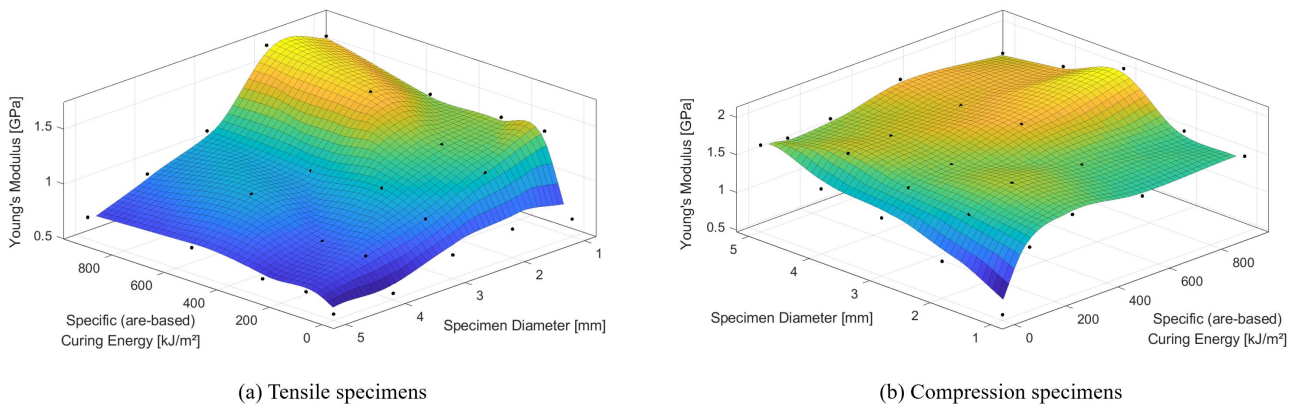 Young's Modulus [GPa]
1.5
1
0.5
800
600
400
200
0
Specific (are-based)
Curing Energy [kJ/m²]
5
4
3
2
1
Specimen Diameter [mm]
(a) Tensile specimens
Young's Modulus [GPa]
2
1.5
1
0.5
5
4
3
2
1
Specimen Diameter [mm]
0
200
400
600
800
Specific (are-based)
Curing Energy [kJ/m²]
(b) Compression specimens